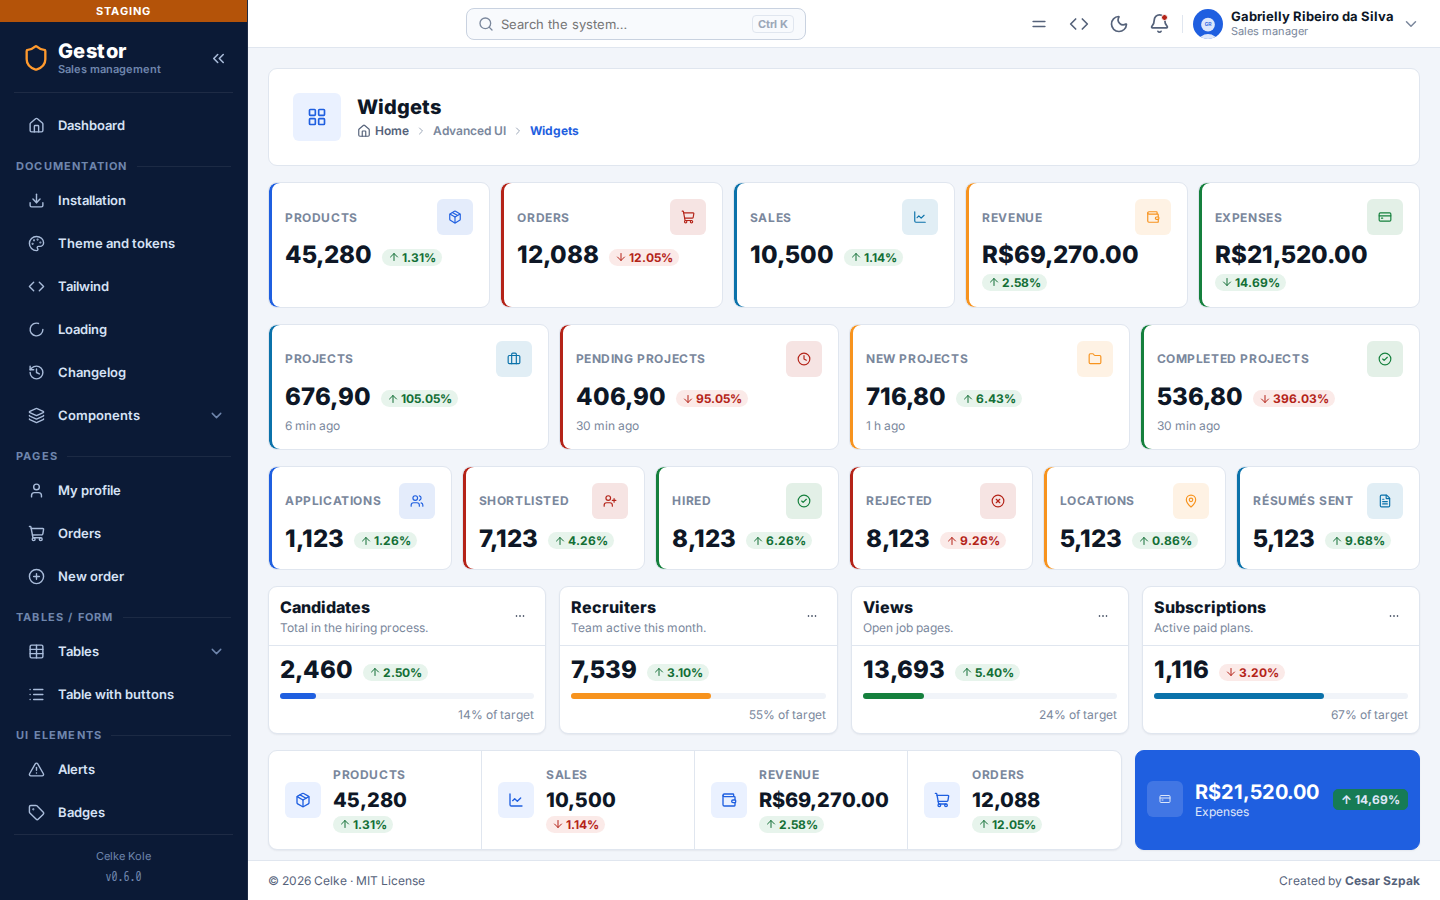 STAGING
Gestor
Sales management
Dashboard
DOCUMENTATION
Installation
Theme and tokens
Tailwind
Loading
Changelog
Components
PAGES
My profile
Orders
New order
TABLES / FORM
Tables
Table with buttons
UI ELEMENTS
Alerts
Badges
Celke Kole
v0.6.0
Search the system...
Ctrl K
GR
Gabrielly Ribeiro da Silva
Sales manager
Widgets
Home
Advanced UI
Widgets
PRODUCTS
45,280
1.31%
ORDERS
12,088
12.05%
SALES
10,500
1.14%
REVENUE
R$69,270.00
2.58%
EXPENSES
R$21,520.00
14.69%
PROJECTS
676,90
105.05%
6 min ago
PENDING PROJECTS
406,90
95.05%
30 min ago
NEW PROJECTS
716,80
6.43%
1 h ago
COMPLETED PROJECTS
536,80
396.03%
30 min ago
APPLICATIONS
1,123
1.26%
SHORTLISTED
7,123
4.26%
HIRED
8,123
6.26%
REJECTED
8,123
9.26%
LOCATIONS
5,123
0.86%
RÉSUMÉS SENT
5,123
9.68%
Candidates
Total in the hiring process.
2,460
2.50%
14% of target
Recruiters
Team active this month.
7,539
3.10%
55% of target
Views
Open job pages.
13,693
5.40%
24% of target
Subscriptions
Active paid plans.
1,116
3.20%
67% of target
PRODUCTS
45,280
1.31%
SALES
10,500
1.14%
REVENUE
R$69,270.00
2.58%
ORDERS
12,088
12.05%
R$21,520.00
Expenses
14,69%
© 2026 Celke · MIT License
Created by Cesar Szpak